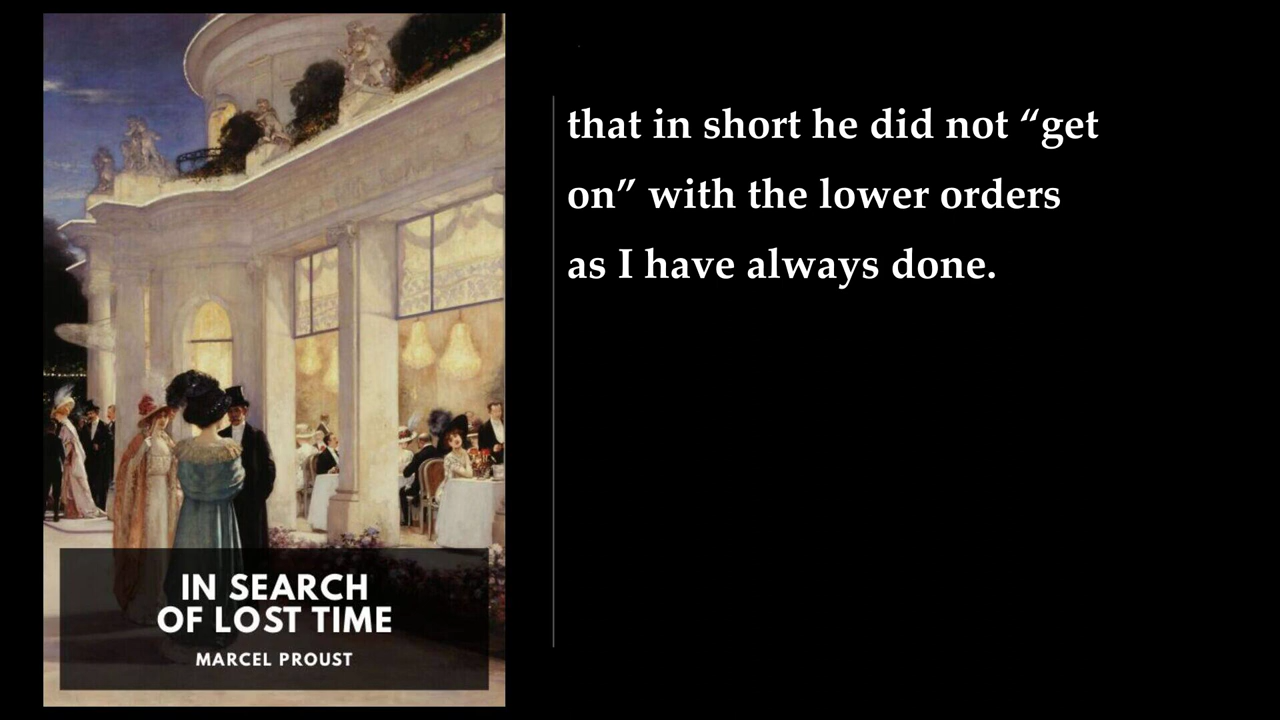 that in short he did not “get
on” with the lower orders
as I have always done.
IN SEARCH
OF LOST TIME
MARCEL PROUST